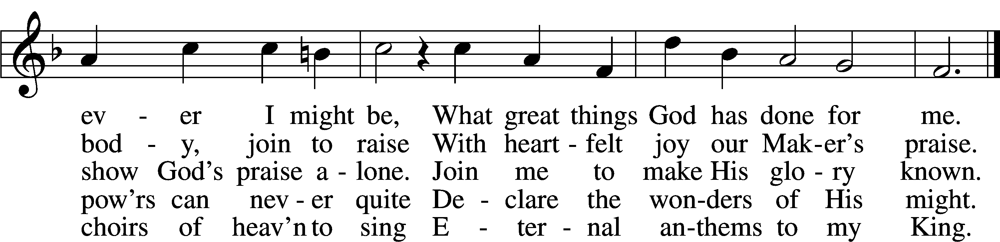 ev - er I might be, What great things God has done for me.
bod - y, join to raise With heart - felt joy our Mak-er’s praise.
show God’s praise a - lone. Join me to make His glo - ry known.
pow’rs can nev - er quite De - clare the won-ders of His might.
choirs of heav’n to sing E - ter - nal an-thems to my King.